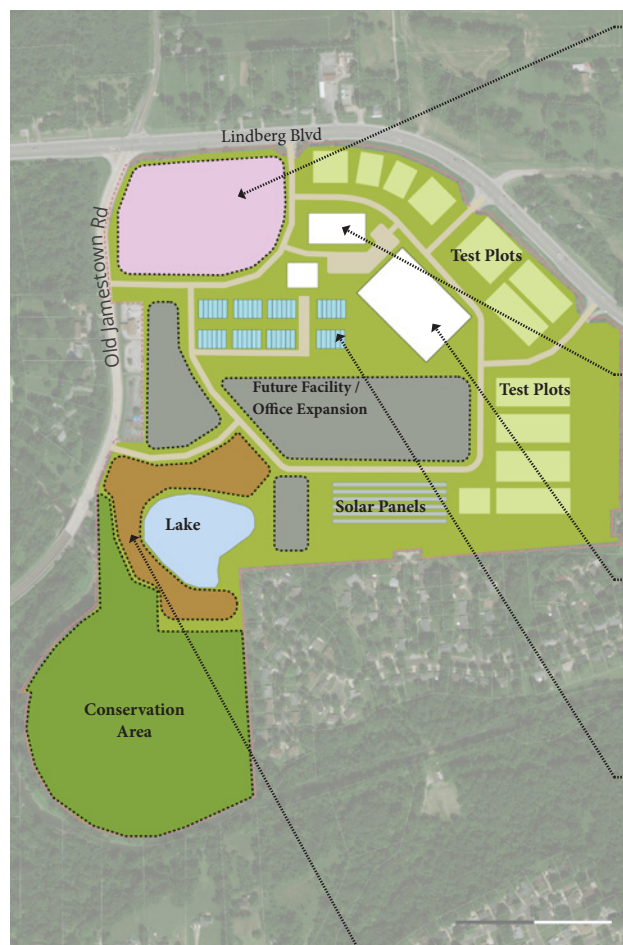 Lindberg Blvd
Old Jamestown Rd
Test Plots
Future Facility /
Office Expansion
Test Plots
Solar Panels
Lake
Conservation
Area